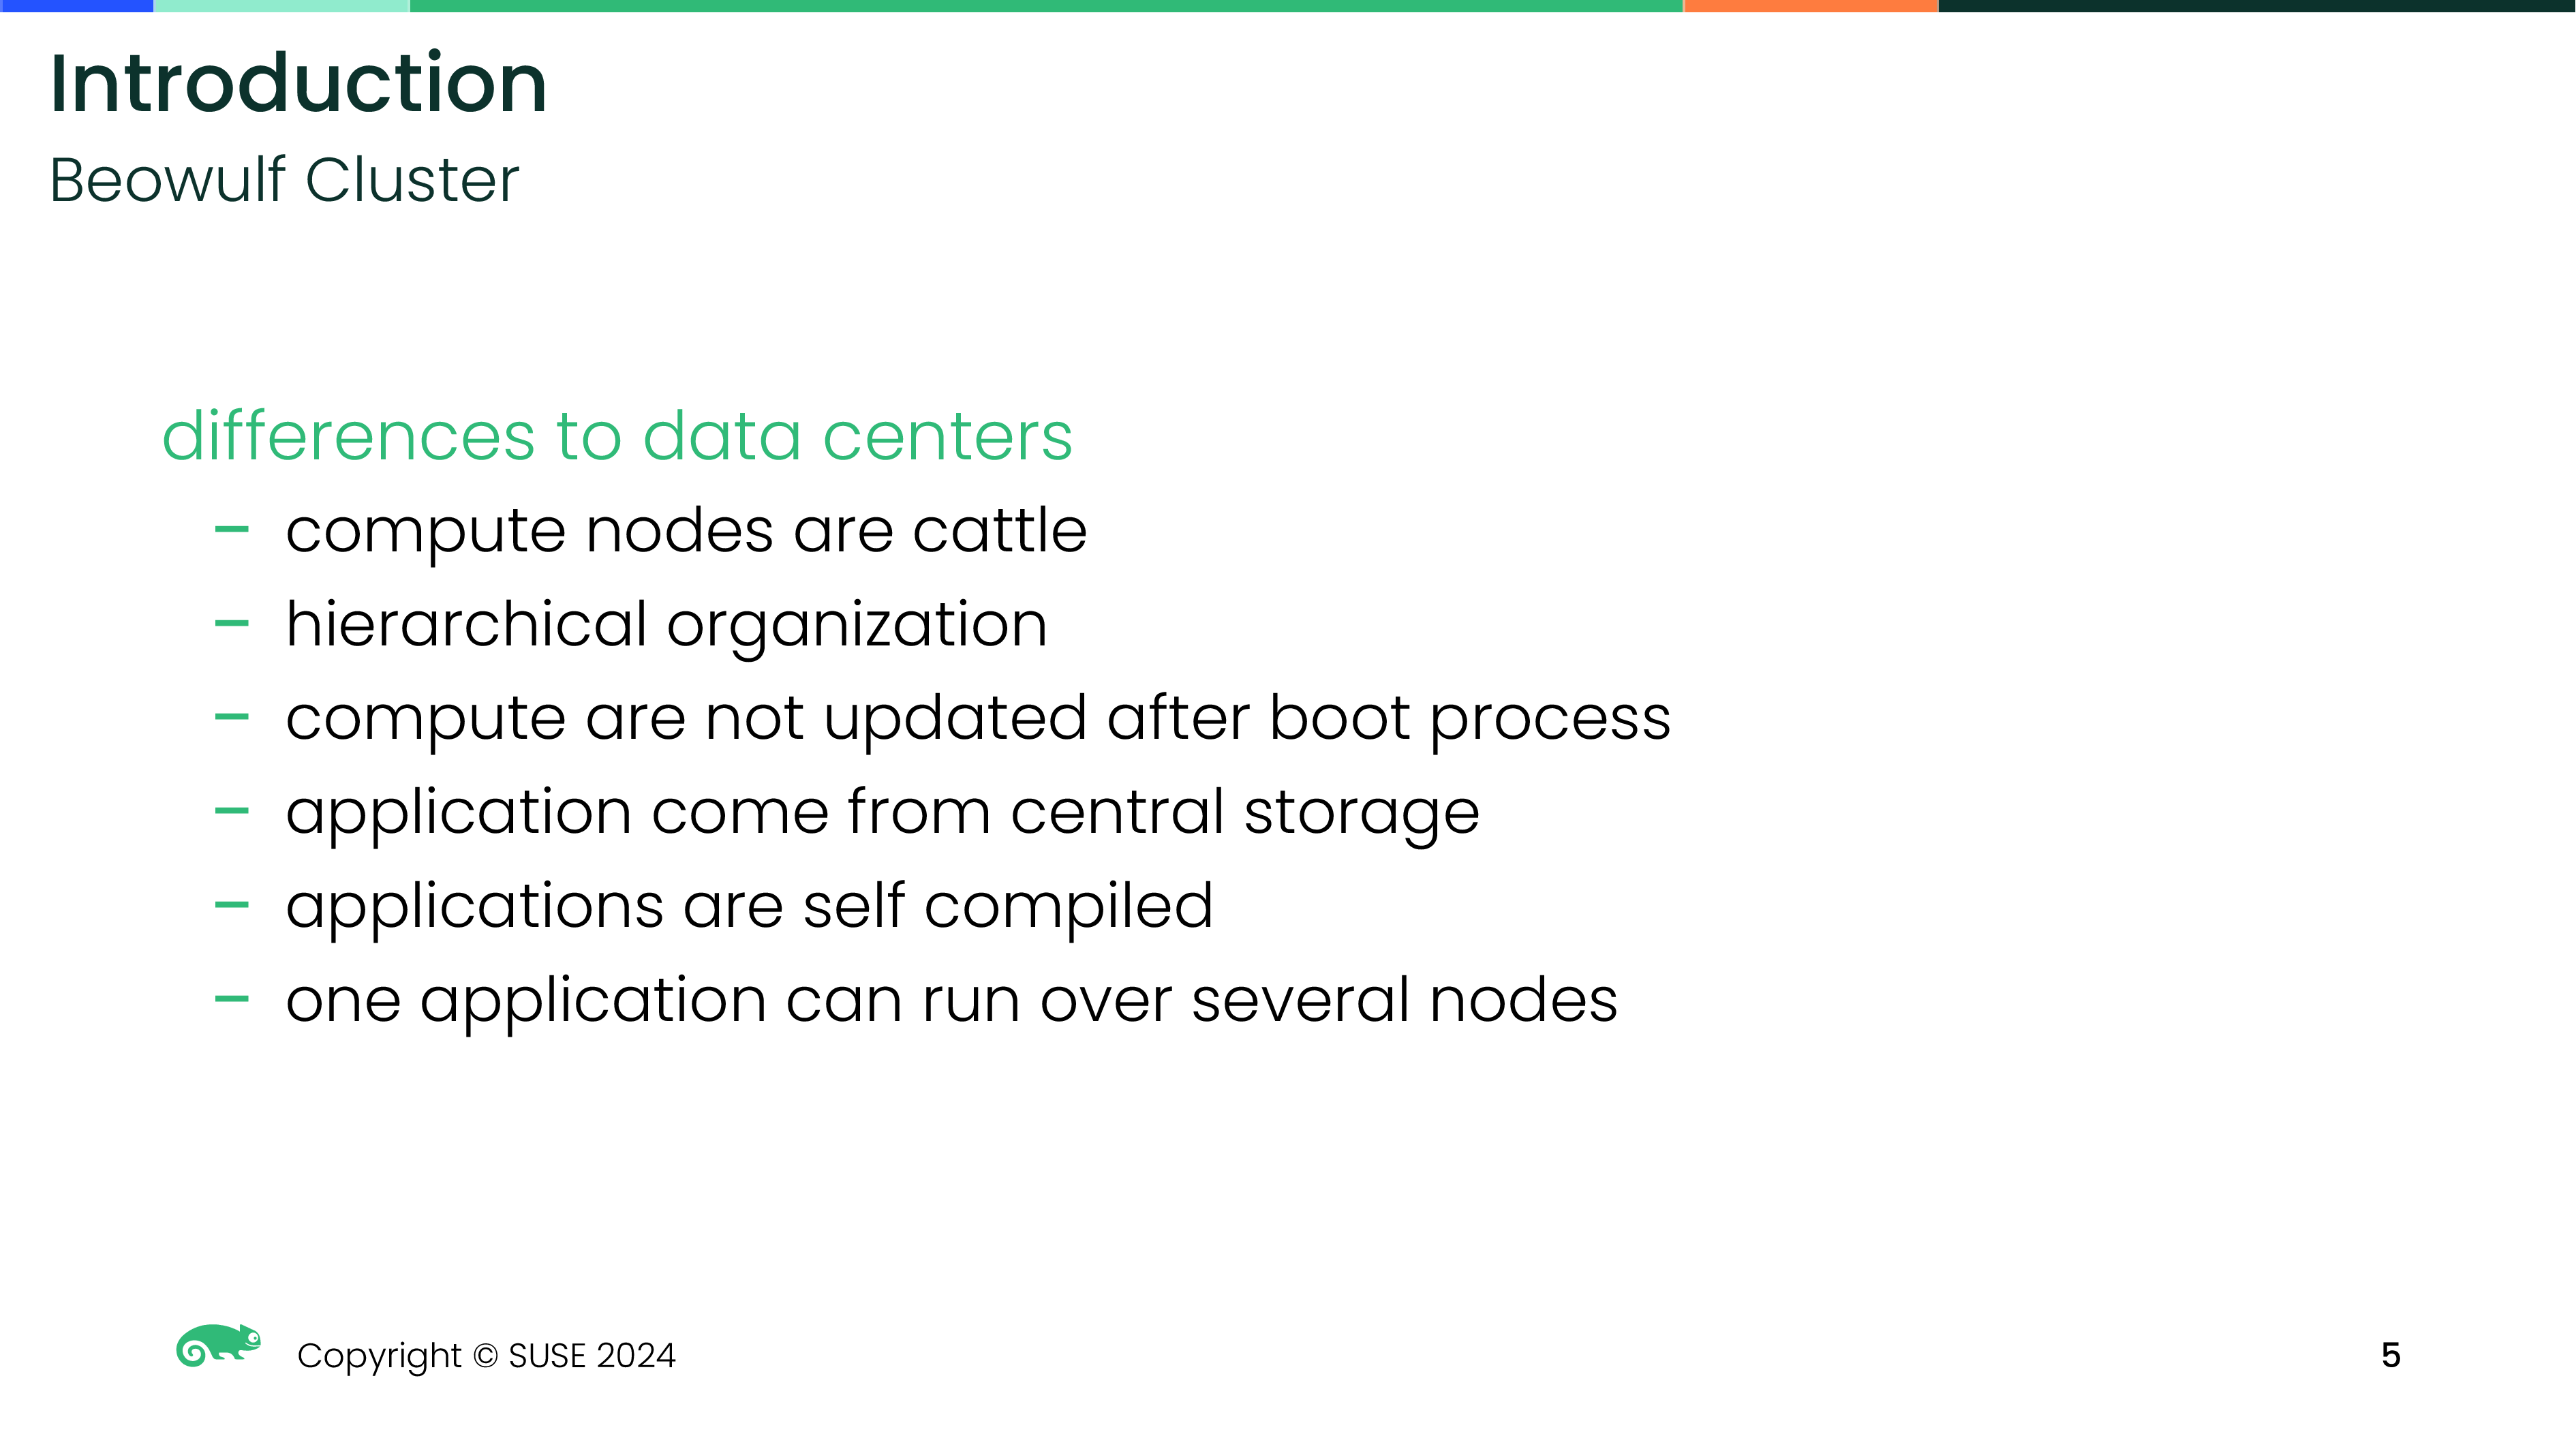 Introduction
Beowulf Cluster
differences to data centers
– compute nodes are cattle
– hierarchical organization
– compute are not updated after boot process
– application come from central storage
– applications are self compiled
– one application can run over several nodes
Copyright © SUSE 2024
5